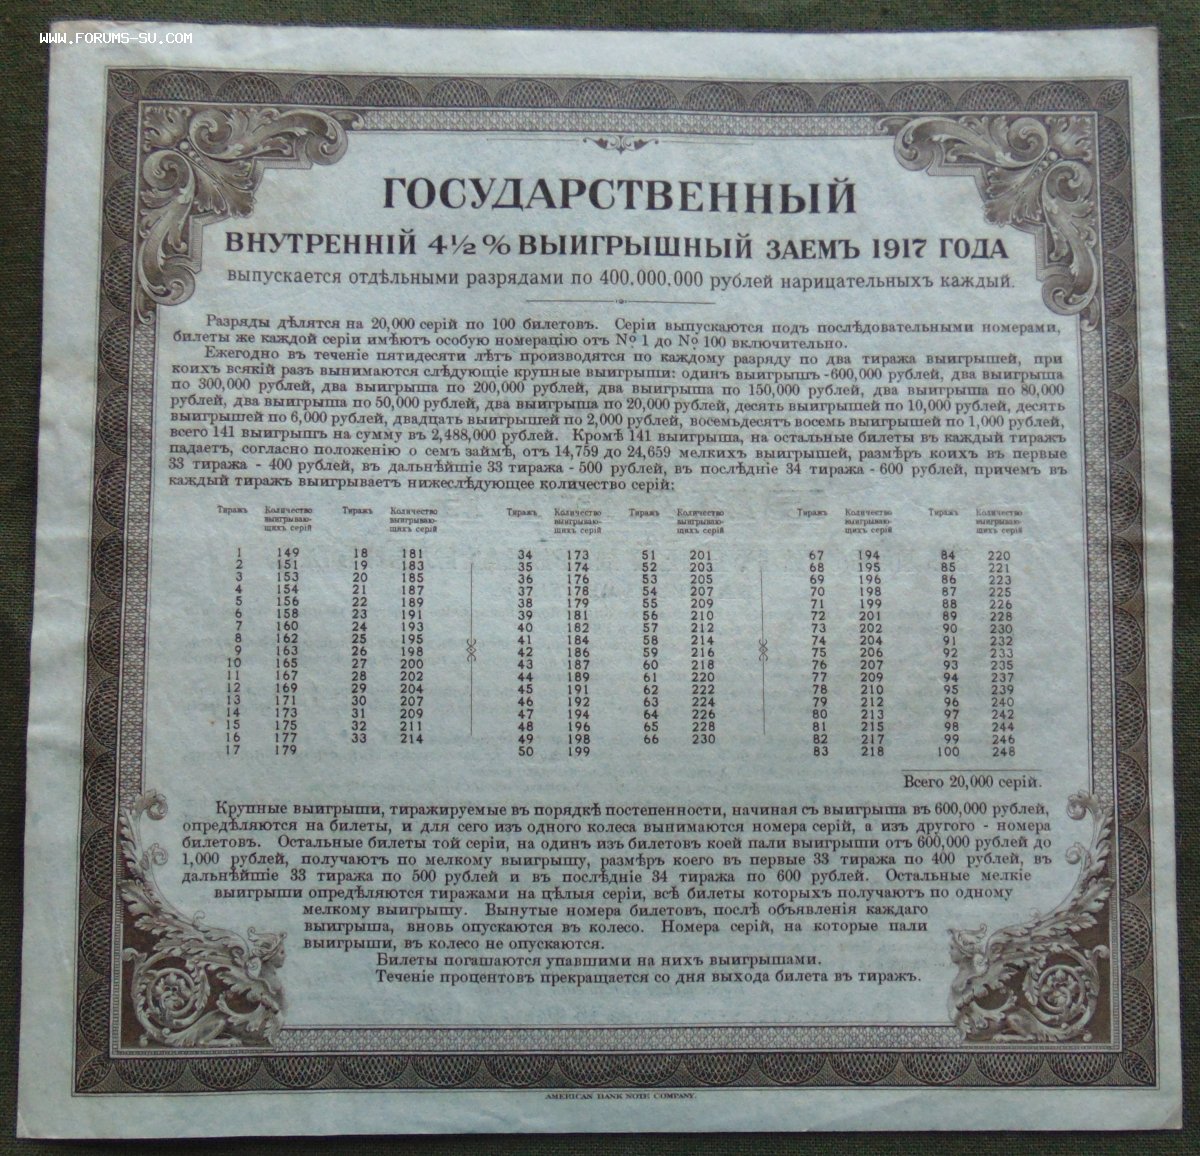 WWW.FORUMS-SU.COM
ГОСУДАРСТВЕННЫЙ
ВНУТРЕННІЙ 4½% ВЫИГРЫШНЫЙ ЗАЕМЪ 1917 ГОДА
выпускается отдѣльными разрядами по 400.000.000 рублей нарицательныхъ каждый.
Разряды дѣлятся на 20,000 серій по 100 билетовъ. Серіи выпускаются подъ послѣдовательными номерами,
билеты же каждой серіи имѣютъ особую номерацію отъ № 1 до № 100 включительно.
Ежегодно въ теченіе пятидесяти лѣтъ производятся по каждому разряду по два тиража выигрышей, при
коихъ всякій разъ вынимаются слѣдующіе крупные выигрыши: одинъ выигрышъ -600,000 рублей, два выигрыша
по 300,000 рублей, два выигрыша по 200,000 рублей, два выигрыша по 150,000 рублей, два выигрыша по 80,000
рублей, два выигрыша по 50,000 рублей, два выигрыша по 20,000 рублей, десять выигрышей по 10,000 рублей, десять
выигрышей по 6,000 рублей, двадцать выигрышей по 2,000 рублей, восемьдесятъ восемь выигрышей по 1,000 рублей,
всего 141 выигрышъ на сумму въ 2,488,000 рублей. Кромѣ 141 выигрыша, на остальные билеты въ каждый тиражъ
падаетъ, согласно положенію о семъ займѣ, отъ 14,759 до 24,659 мелкихъ выигрышей, размѣръ коихъ въ первые
33 тиража - 400 рублей, въ дальнѣйшіе 33 тиража - 500 рублей, въ послѣдніе 34 тиража - 600 рублей, причемъ въ
каждый тиражъ выигрываетъ нижеслѣдующее количество серій:
Тиражъ Количество выигрываю- щихъ серій Тиражъ Количество выигрываю- щихъ серій Тиражъ Количество выигрываю- щихъ серій Тиражъ Количество выигрываю- щихъ серій Тиражъ Количество выигрываю- щихъ серій Тиражъ Количество выигрываю- щихъ серій
1 149 18 181 34 173 51 201 67 194 84 220
2 151 19 183 35 174 52 203 68 195 85 221
3 153 20 185 36 176 53 205 69 196 86 223
4 154 21 187 37 178 54 207 70 198 87 225
5 156 22 189 38 179 55 209 71 199 88 226
6 158 23 191 39 181 56 210 72 201 89 228
7 160 24 193 40 182 57 212 73 202 90 230
8 162 25 195 41 184 58 214 74 204 91 232
9 163 26 198 42 186 59 216 75 206 92 233
10 165 27 200 43 187 60 218 76 207 93 235
11 167 28 202 44 189 61 220 77 209 94 237
12 169 29 204 45 191 62 222 78 210 95 239
13 171 30 207 46 192 63 224 79 212 96 240
14 173 31 209 47 194 64 226 80 213 97 242
15 175 32 211 48 196 65 228 81 215 98 244
16 177 33 214 49 198 66 230 82 217 99 246
17 179 50 199 83 218 100 248
Всего 20,000 серій.
Крупные выигрыши, тиражируемые въ порядкѣ постепенности, начиная съ выигрыша въ 600,000 рублей,
опредѣляются на билеты, и для сего изъ одного колеса вынимаются номера серій, а изъ другого - номера
билетовъ. Остальные билеты той серіи, на одинъ изъ билетовъ коей пали выигрыши отъ 600,000 рублей до
1,000 рублей, получаютъ по мелкому выигрышу, размѣръ коего въ первые 33 тиража по 400 рублей, въ
дальнѣйшіе 33 тиража по 500 рублей и въ послѣдніе 34 тиража по 600 рублей. Остальные мелкіе
выигрыши опредѣляются тиражами на цѣлыя серіи, всѣ билеты которыхъ получаютъ по одному
мелкому выигрышу. Вынутые номера билетовъ, послѣ объявленія каждаго
выигрыша, вновь опускаются въ колесо. Номера серій, на которые пали
выигрыши, въ колесо не опускаются.
Билеты погашаются упавшими на нихъ выигрышами.
Теченіе процентовъ прекращается со дня выхода билета въ тиражъ.
AMERICAN BANK NOTE COMPANY.